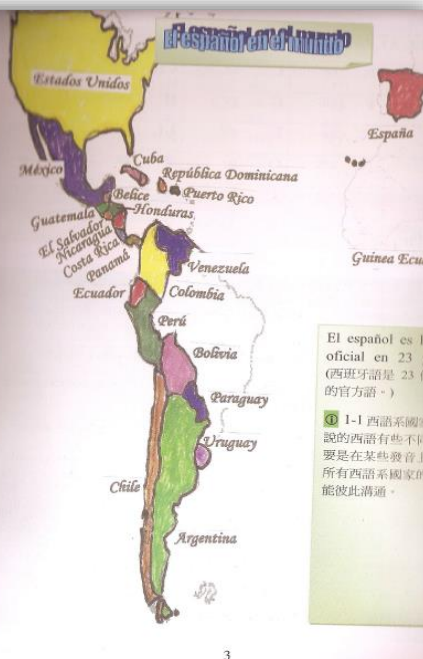 El español en el mundo
Estados Unidos
España
México
Cuba
República Dominicana
Puerto Rico
Belice
Honduras
Guatemala
El Salvador
Nicaragua
Costa Rica
Panamá
Venezuela
Guinea Ecu
Ecuador
Colombia
Perú
Bolivia
Paraguay
Uruguay
Chile
Argentina
El español es l
oficial en 23
(西班牙語是 23
的官方語。)
1-1 西語系國家
說的西語有些不同
要是在某些發音上
所有西語系國家的
能彼此溝通。
3